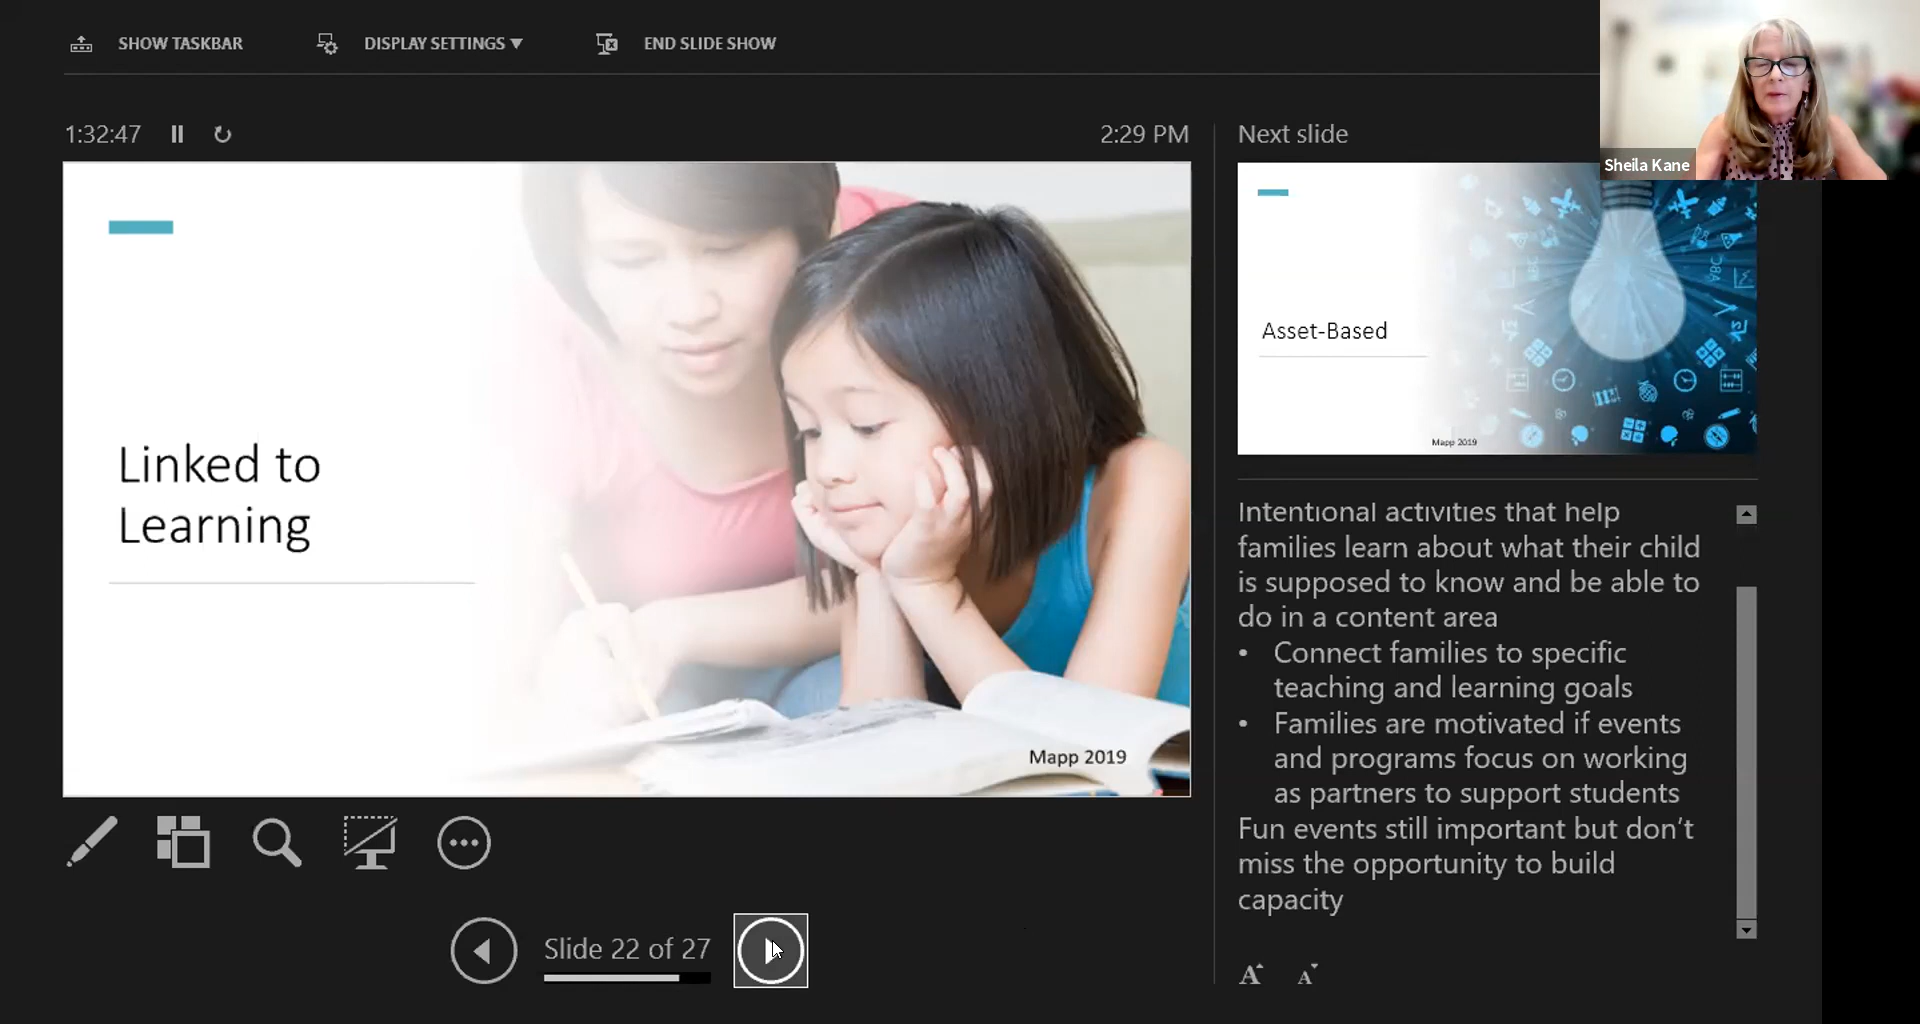 SHOW TASKBAR
DISPLAY SETTINGS ▼
END SLIDE SHOW
Sheila Kane
1:32:47
2:29 PM
Linked to
Learning
Mapp 2019
Slide 22 of 27
Next slide
Asset-Based
Mapp 2019
Intentional activities that help
families learn about what their child
is supposed to know and be able to
do in a content area
• Connect families to specific
teaching and learning goals
• Families are motivated if events
and programs focus on working
as partners to support students
Fun events still important but don’t
miss the opportunity to build
capacity
A A